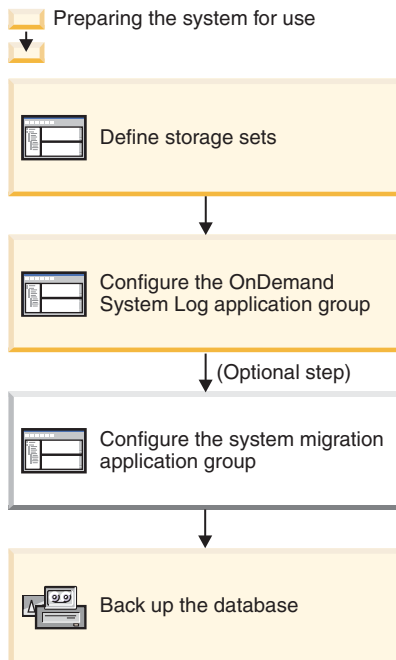 Preparing the system for use
Define storage sets
Configure the OnDemand
System Log application group
(Optional step)
Configure the system migration
application group
Back up the database